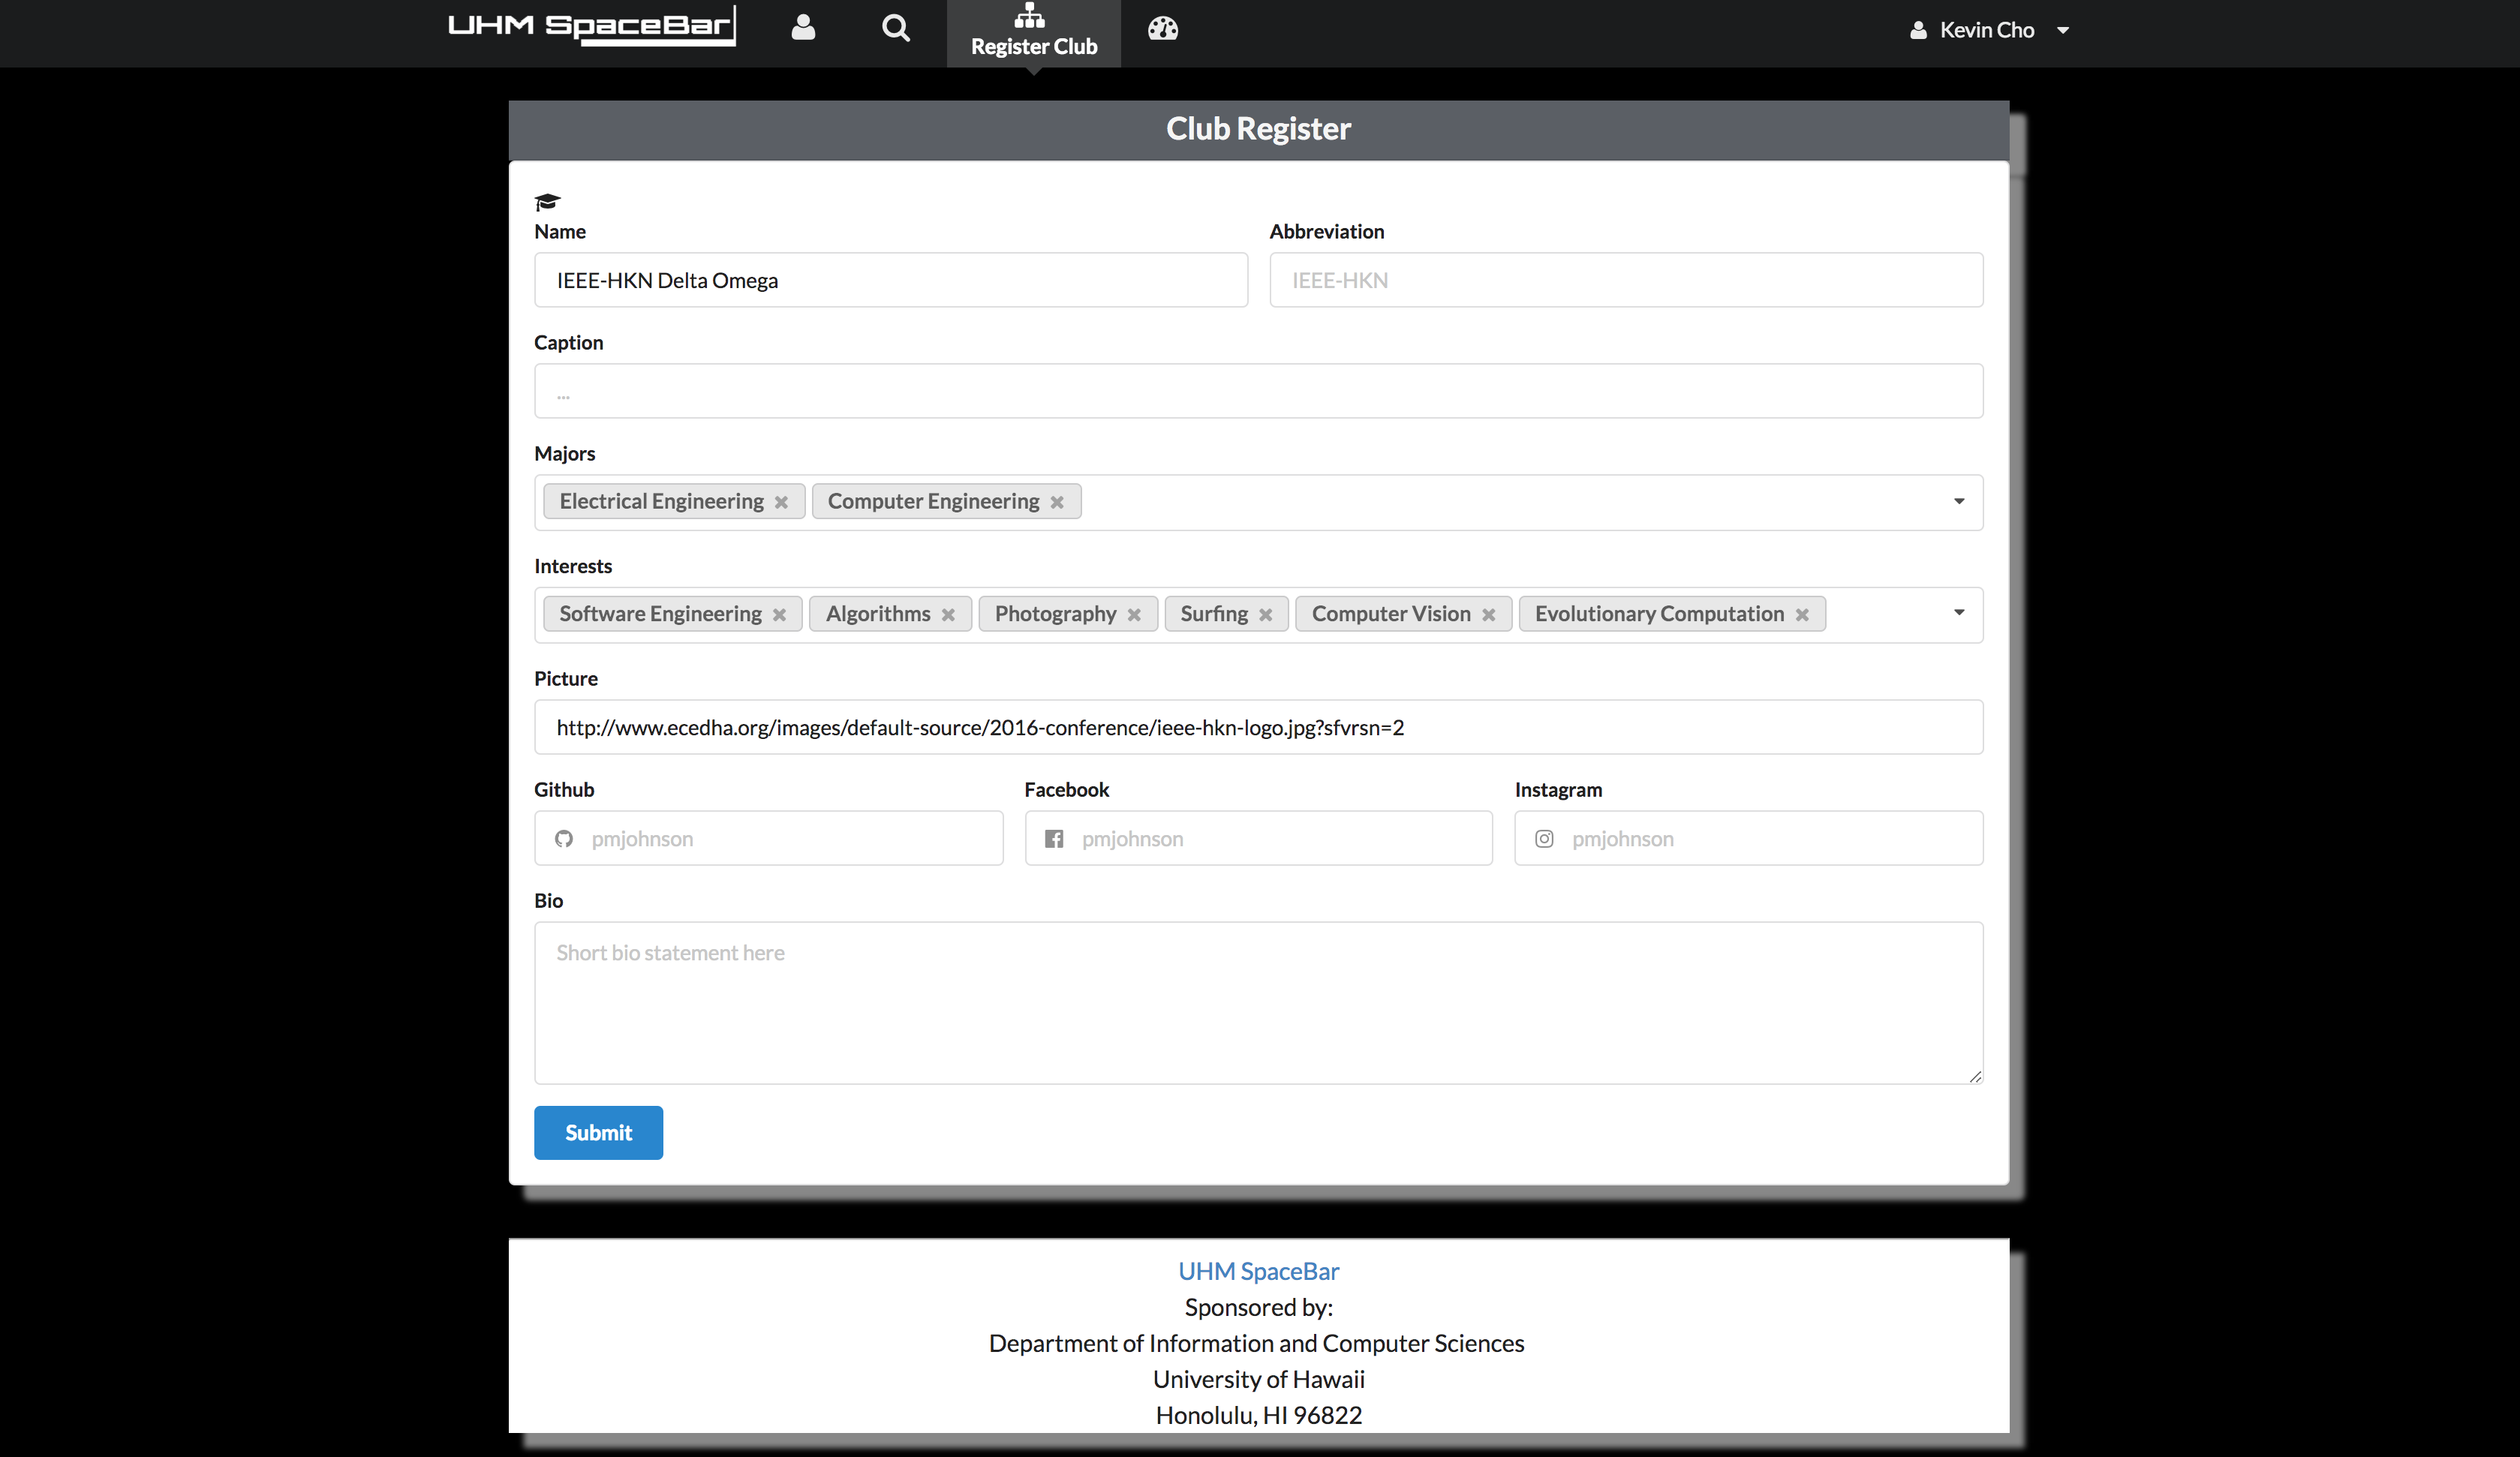 UHM SpaceBar
Register Club
Kevin Cho
Club Register
Name
Abbreviation
IEEE-HKN Delta Omega
IEEE-HKN
Caption
...
Majors
Electrical Engineering
Computer Engineering
Interests
Software Engineering
Algorithms
Photography
Surfing
Computer Vision
Evolutionary Computation
Picture
http://www.ecedha.org/images/default-source/2016-conference/ieee-hkn-logo.jpg?sfvrsn=2
Github
Facebook
Instagram
pmjohnson
pmjohnson
pmjohnson
Bio
Short bio statement here
Submit
UHM SpaceBar
Sponsored by:
Department of Information and Computer Sciences
University of Hawaii
Honolulu, HI 96822